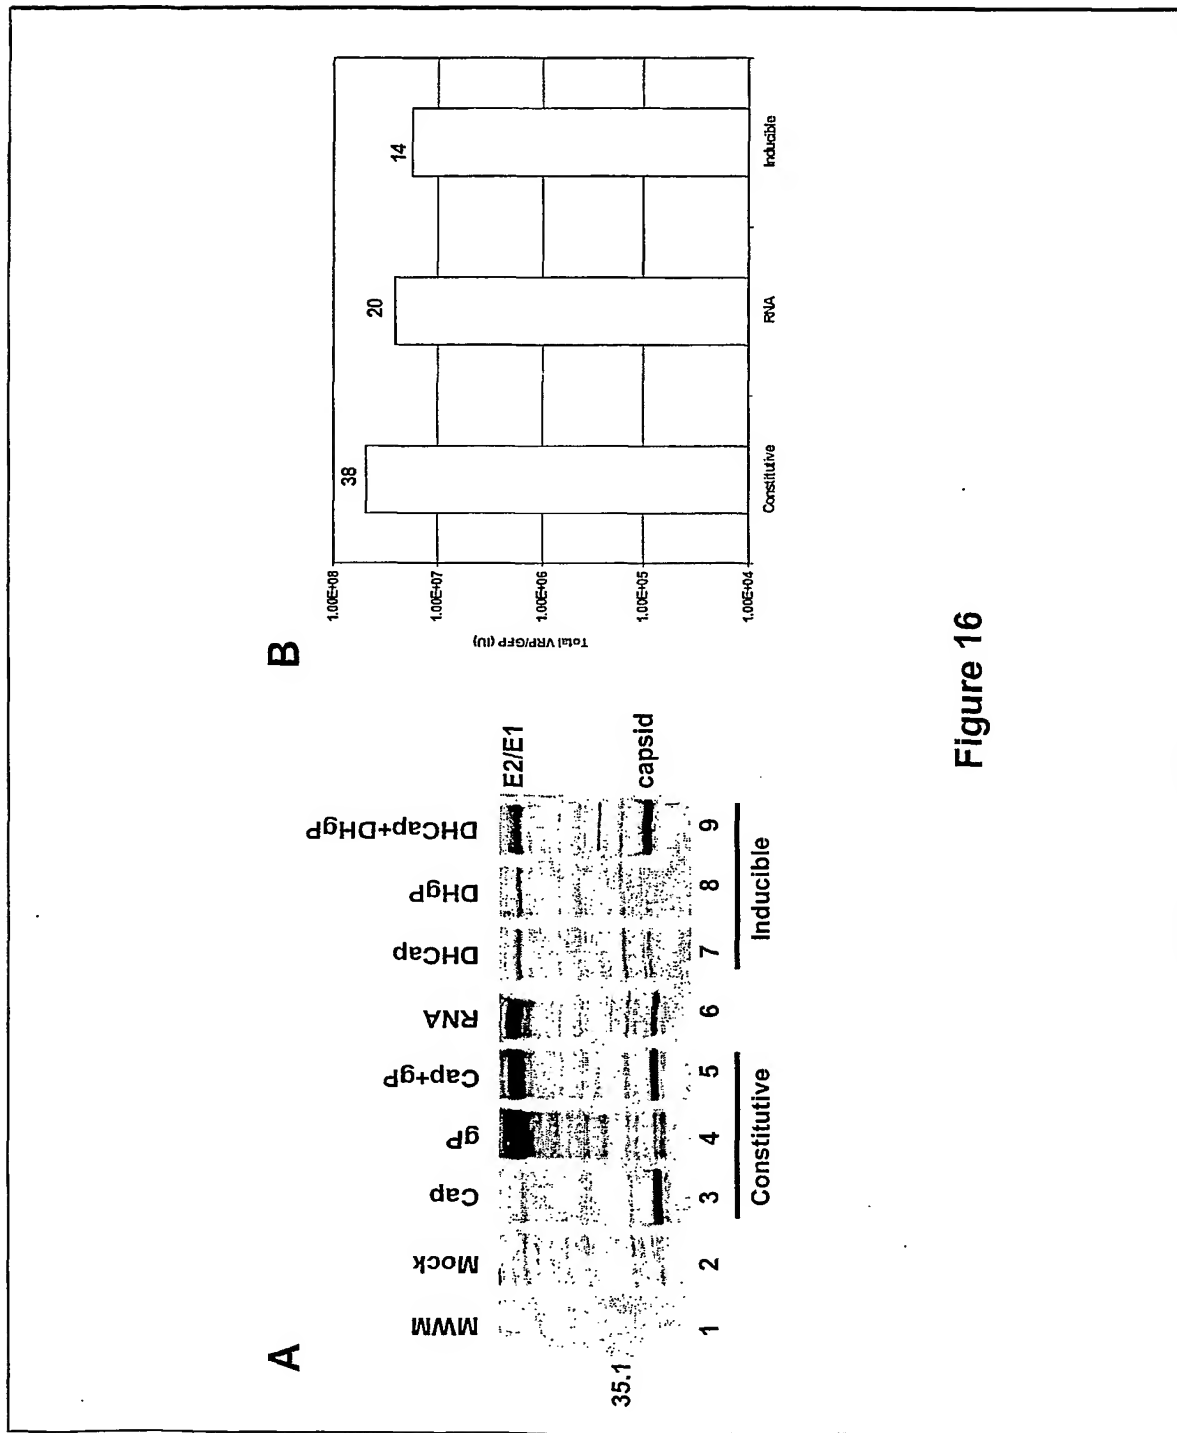 A
MWM Mock Cap gP Cap+gP RNA DHCap DHgP DHCap+DHgP
E2/E1
35.1
capsid
1 2 3 4 5 6 7 8 9
Constitutive Inducible
B
Total VRP/GFP (IU)
1.00E+08
1.00E+07
1.00E+06
1.00E+05
1.00E+04
38 20 14
Constitutive RNA Inducible
Figure 16